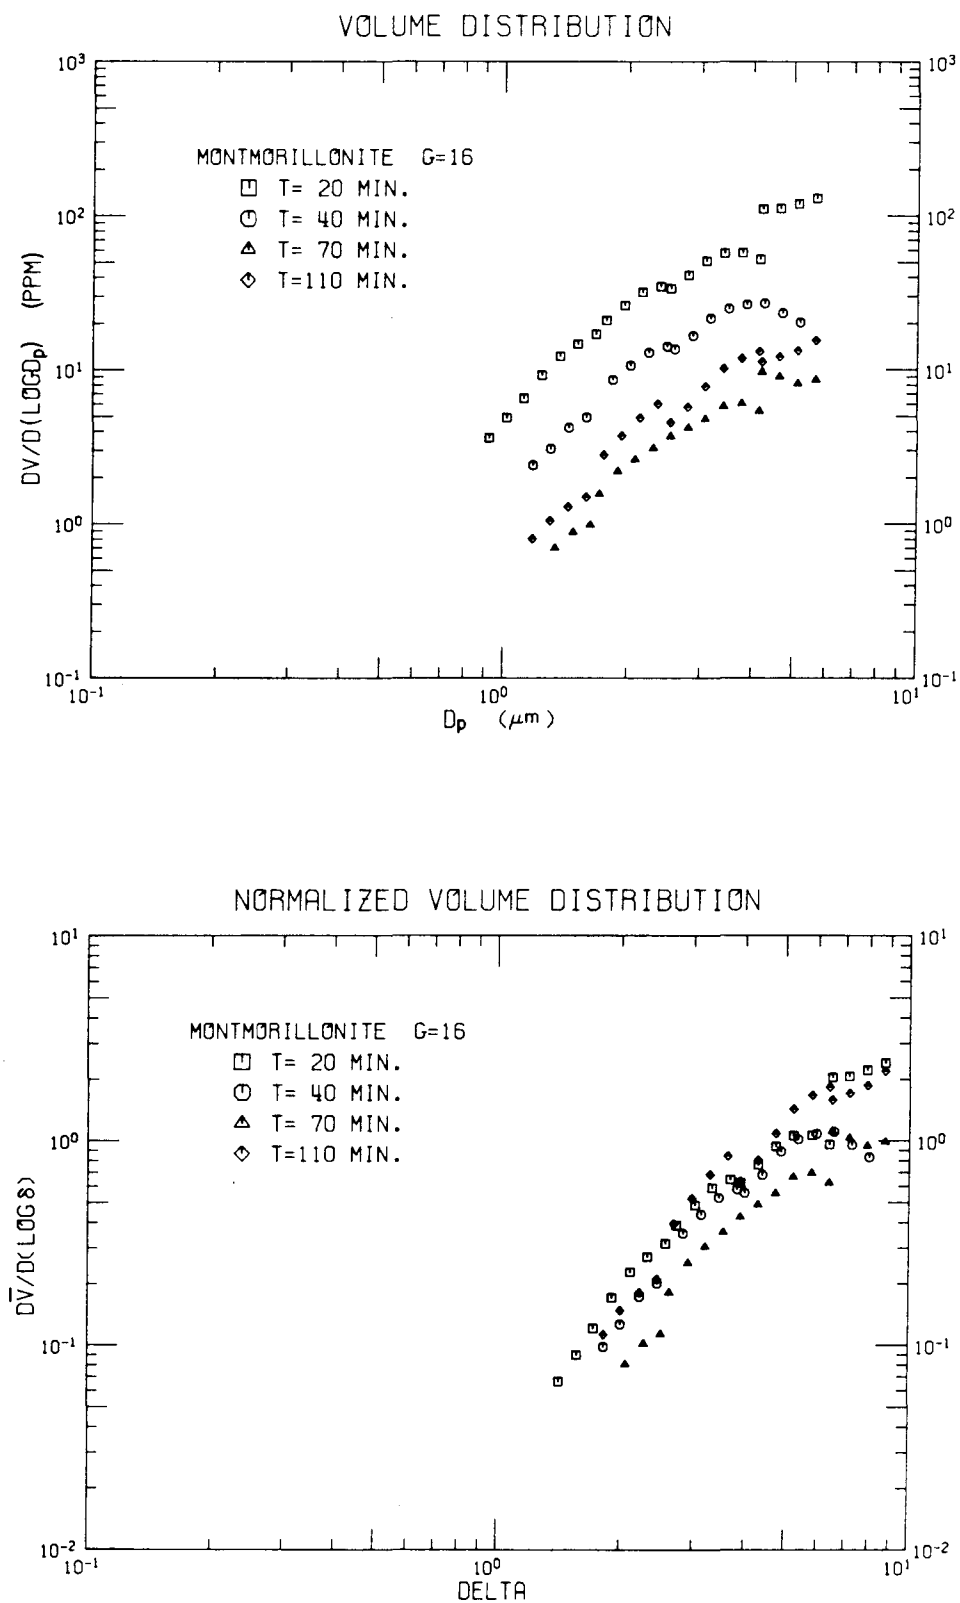 VOLUME DISTRIBUTION
10³
10³
MONTMORILLONITE G=16
T= 20 MIN.
10²
10²
T= 40 MIN.
T= 70 MIN.
T=110 MIN.
DV/D(LOGDₚ) (PPM)
10¹
10¹
10⁰
10⁰
10⁻¹
10⁻¹
10⁻¹
10⁰
10¹
Dₚ (μm)
NORMALIZED VOLUME DISTRIBUTION
10¹
10¹
MONTMORILLONITE G=16
T= 20 MIN.
T= 40 MIN.
T= 70 MIN.
10⁰
10⁰
T=110 MIN.
DV̅/D(LOGδ)
10⁻¹
10⁻¹
10⁻²
10⁻²
10⁻¹
10⁰
10¹
DELTA